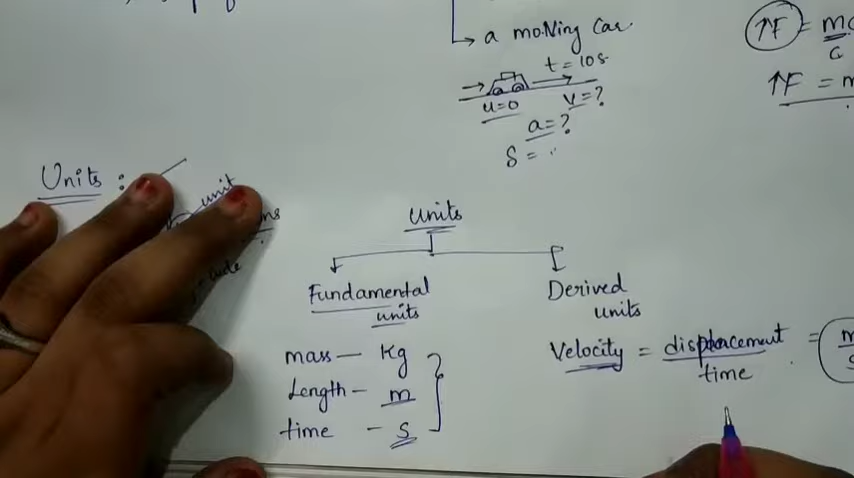 a moving car
t = 10s
u=0 v=?
a=?
S =
↑F = m
↑F = m
Units :
unit
units
Fundamental Derived
units units
mass — Kg
Length — m
time - s
Velocity = displacement = m
time s